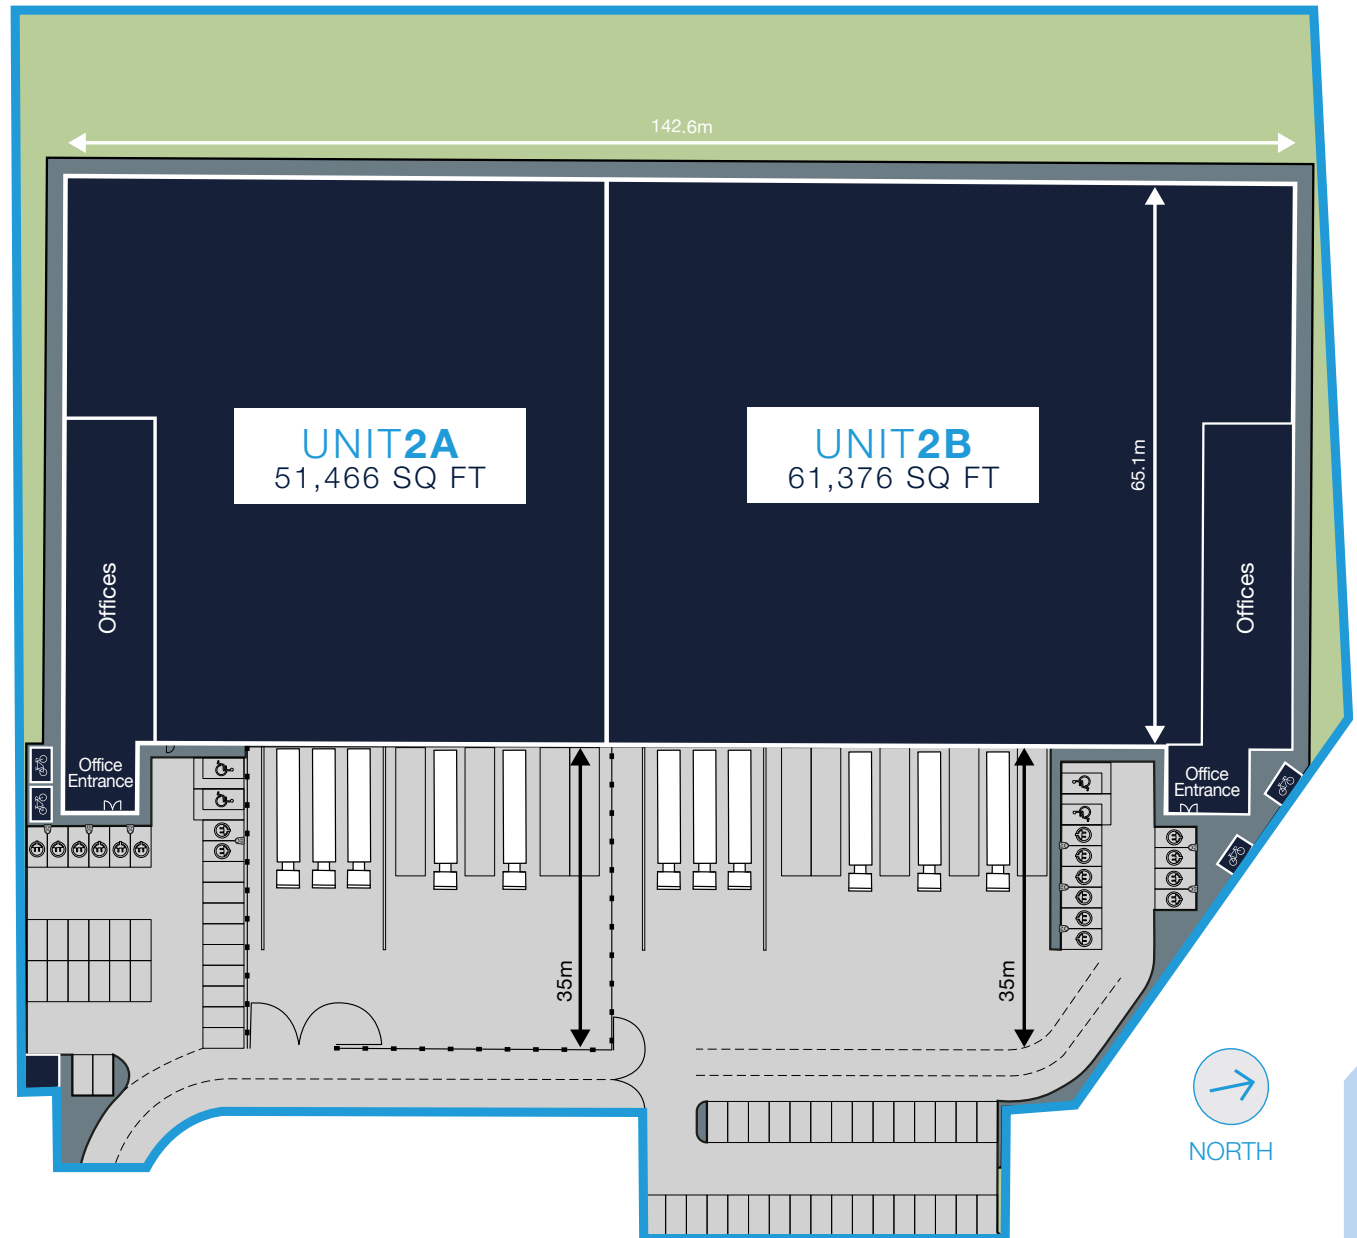 142.6m
UNIT2A
51,466 SQ FT
UNIT2B
61,376 SQ FT
65.1m
Offices
Offices
Office
Entrance
Office
Entrance
35m
35m
NORTH